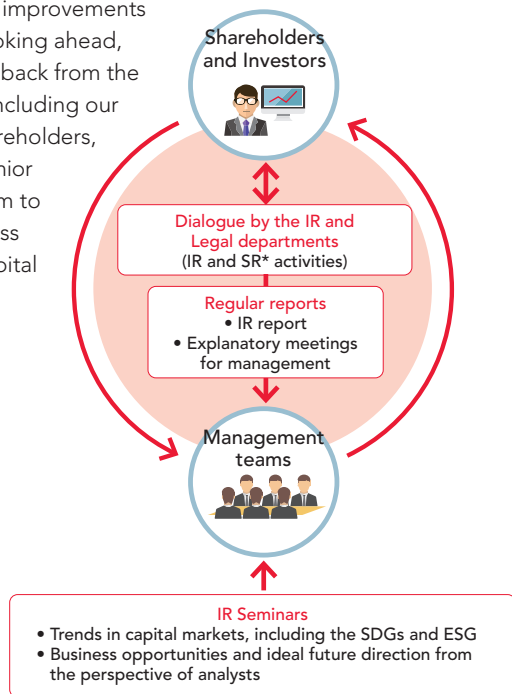 improvements
oking ahead,
back from the
ncluding our
reholders,
nior
m to
ss
pital
Shareholders
and Investors
Dialogue by the IR and
Legal departments
(IR and SR* activities)
Regular reports
• IR report
• Explanatory meetings
for management
Management
teams
IR Seminars
• Trends in capital markets, including the SDGs and ESG
• Business opportunities and ideal future direction from
the perspective of analysts